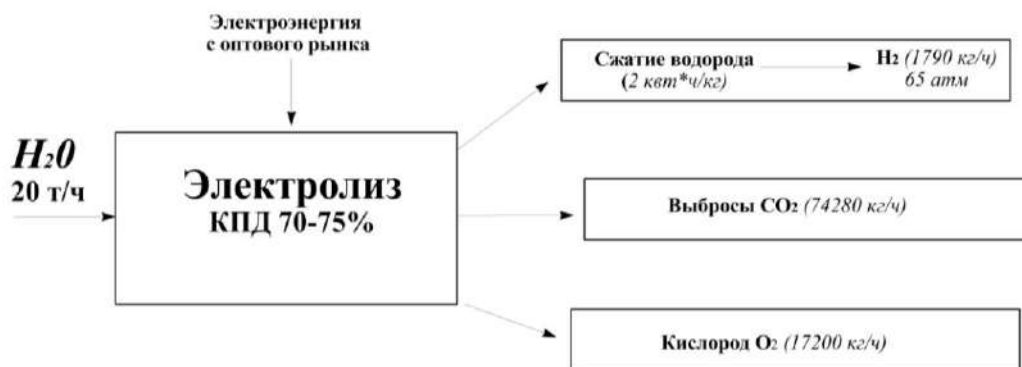 Электроэнергия
с оптового рынка
H₂0
20 т/ч
Электролиз
КПД 70-75%
Сжатие водорода
(2 квт*ч/кг)
H₂ (1790 кг/ч)
65 атм
Выбросы CO₂ (74280 кг/ч)
Кислород O₂ (17200 кг/ч)